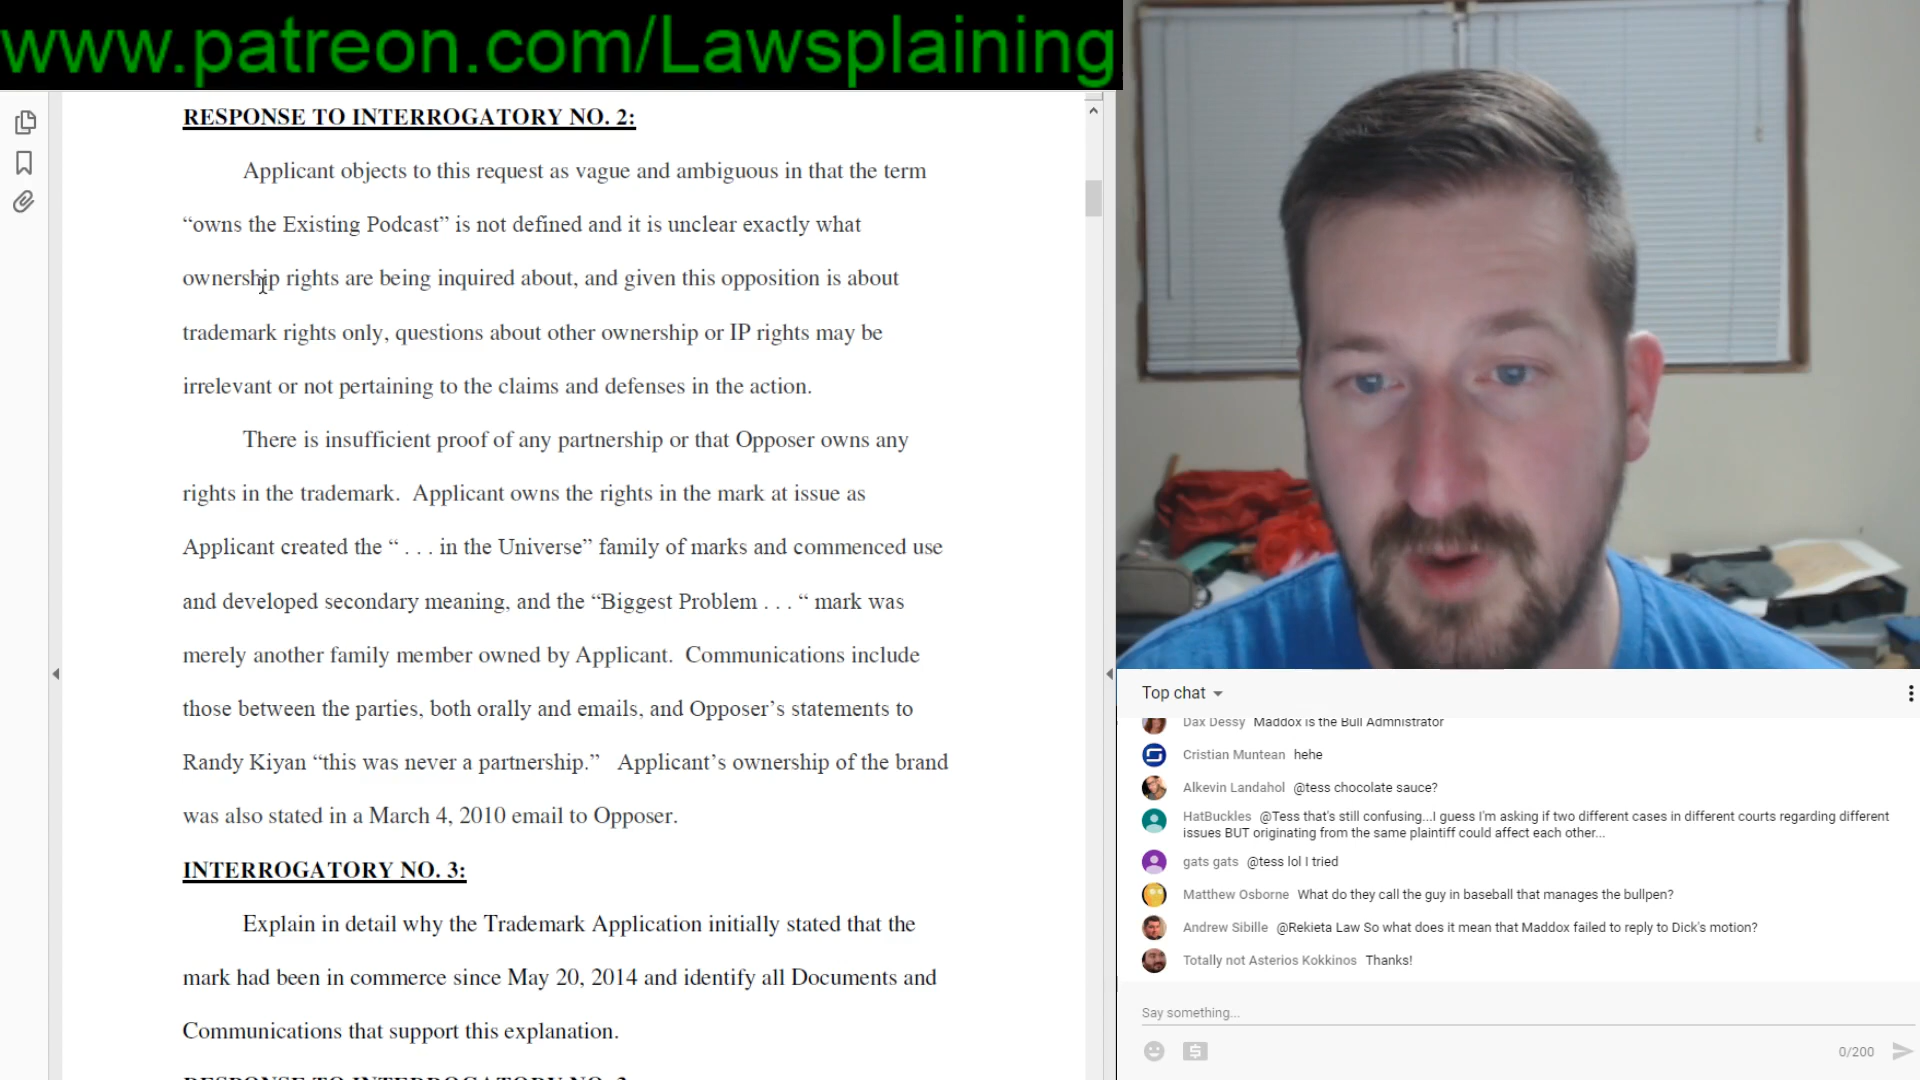 www.patreon.com/Lawsplaining
RESPONSE TO INTERROGATORY NO. 2:
Applicant objects to this request as vague and ambiguous in that the term
“owns the Existing Podcast” is not defined and it is unclear exactly what
ownership rights are being inquired about, and given this opposition is about
trademark rights only, questions about other ownership or IP rights may be
irrelevant or not pertaining to the claims and defenses in the action.
There is insufficient proof of any partnership or that Opposer owns any
rights in the trademark. Applicant owns the rights in the mark at issue as
Applicant created the “ . . . in the Universe” family of marks and commenced use
and developed secondary meaning, and the “Biggest Problem . . . “ mark was
merely another family member owned by Applicant. Communications include
those between the parties, both orally and emails, and Opposer’s statements to
Randy Kiyan “this was never a partnership.” Applicant’s ownership of the brand
was also stated in a March 4, 2010 email to Opposer.
INTERROGATORY NO. 3:
Explain in detail why the Trademark Application initially stated that the
mark had been in commerce since May 20, 2014 and identify all Documents and
Communications that support this explanation.
RESPONSE TO INTERROGATORY NO. 3
Top chat
Dax Dessy Maddox is the Bull Admnistrator
Cristian Muntean hehe
Alkevin Landahol @tess chocolate sauce?
HatBuckles @Tess that's still confusing...I guess I'm asking if two different cases in different courts regarding different
issues BUT originating from the same plaintiff could affect each other...
gats gats @tess lol I tried
Matthew Osborne What do they call the guy in baseball that manages the bullpen?
Andrew Sibille @Rekieta Law So what does it mean that Maddox failed to reply to Dick's motion?
Totally not Asterios Kokkinos Thanks!
Say something...
0/200